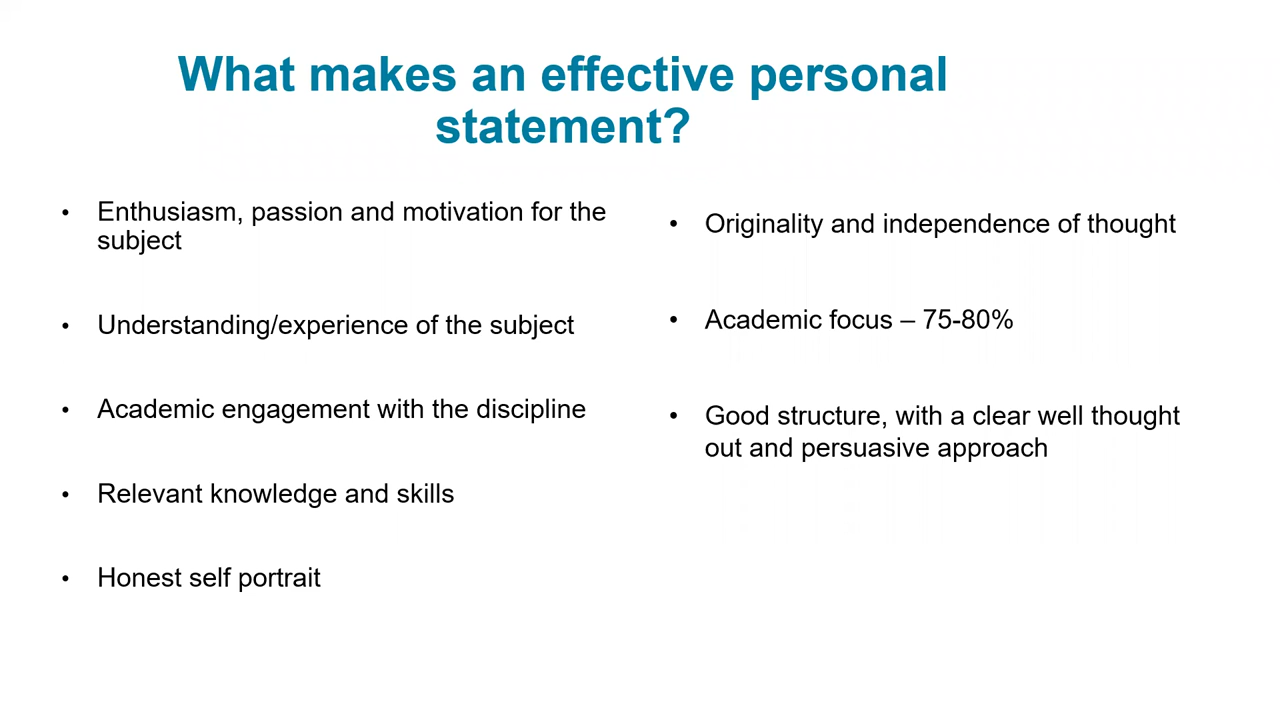 What makes an effective personal
statement?
• Enthusiasm, passion and motivation for the
subject
• Understanding/experience of the subject
• Academic engagement with the discipline
• Relevant knowledge and skills
• Honest self portrait
• Originality and independence of thought
• Academic focus – 75-80%
• Good structure, with a clear well thought
out and persuasive approach